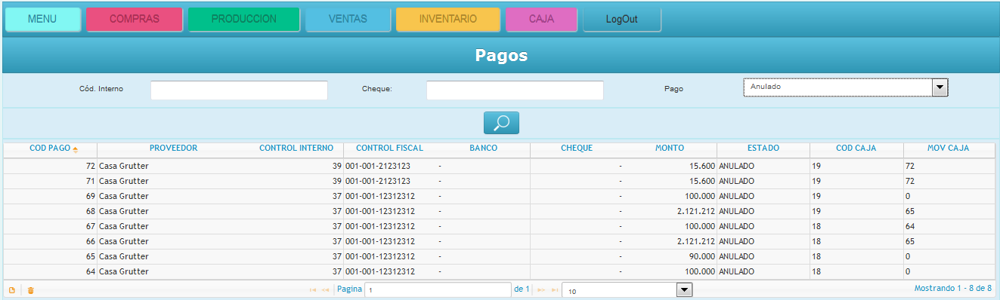 MENU COMPRAS PRODUCCION VENTAS INVENTARIO CAJA LogOut
Pagos
Cód. Interno Cheque: Pago Anulado
COD PAGO PROVEEDOR CONTROL INTERNO CONTROL FISCAL BANCO CHEQUE MONTO ESTADO COD CAJA MOV CAJA
72 Casa Grutter 39 001-001-2123123 - - 15.600 ANULADO 19 72
71 Casa Grutter 39 001-001-2123123 - - 15.600 ANULADO 19 72
69 Casa Grutter 37 001-001-12312312 - - 100.000 ANULADO 19 0
68 Casa Grutter 37 001-001-12312312 - - 2.121.212 ANULADO 19 65
67 Casa Grutter 37 001-001-12312312 - - 100.000 ANULADO 18 64
66 Casa Grutter 37 001-001-12312312 - - 2.121.212 ANULADO 18 65
65 Casa Grutter 37 001-001-12312312 - - 90.000 ANULADO 18 0
64 Casa Grutter 37 001-001-12312312 - - 100.000 ANULADO 18 0
Pagina 1 de 1 10 Mostrando 1 - 8 de 8